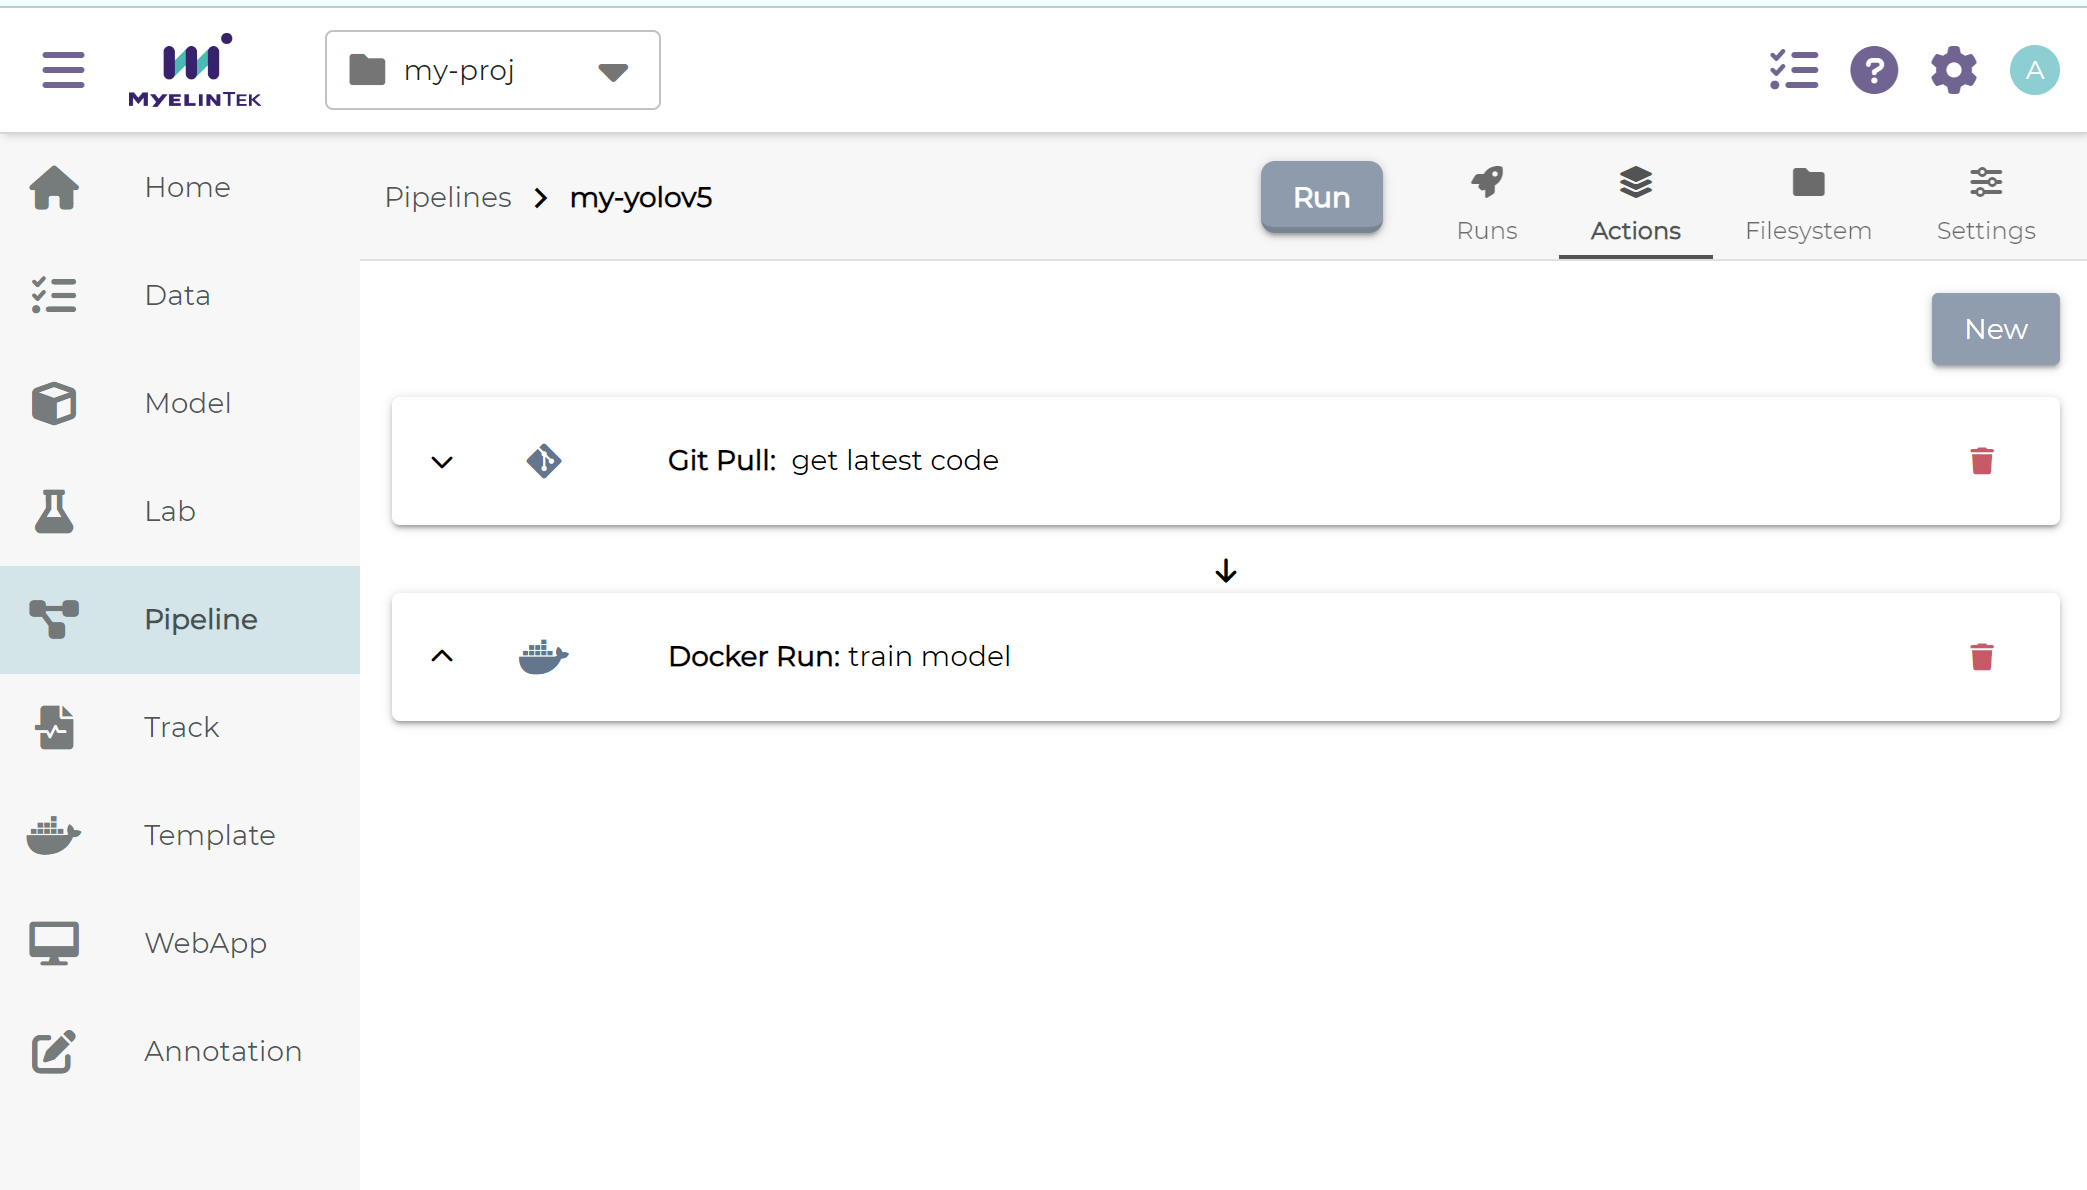 MYELINTEK
my-proj
?
A
Home
Data
Model
Lab
Pipeline
Track
Template
WebApp
Annotation
Pipelines > my-yolov5
Run
Runs
Actions
Filesystem
Settings
New
Git Pull: get latest code
Docker Run: train model